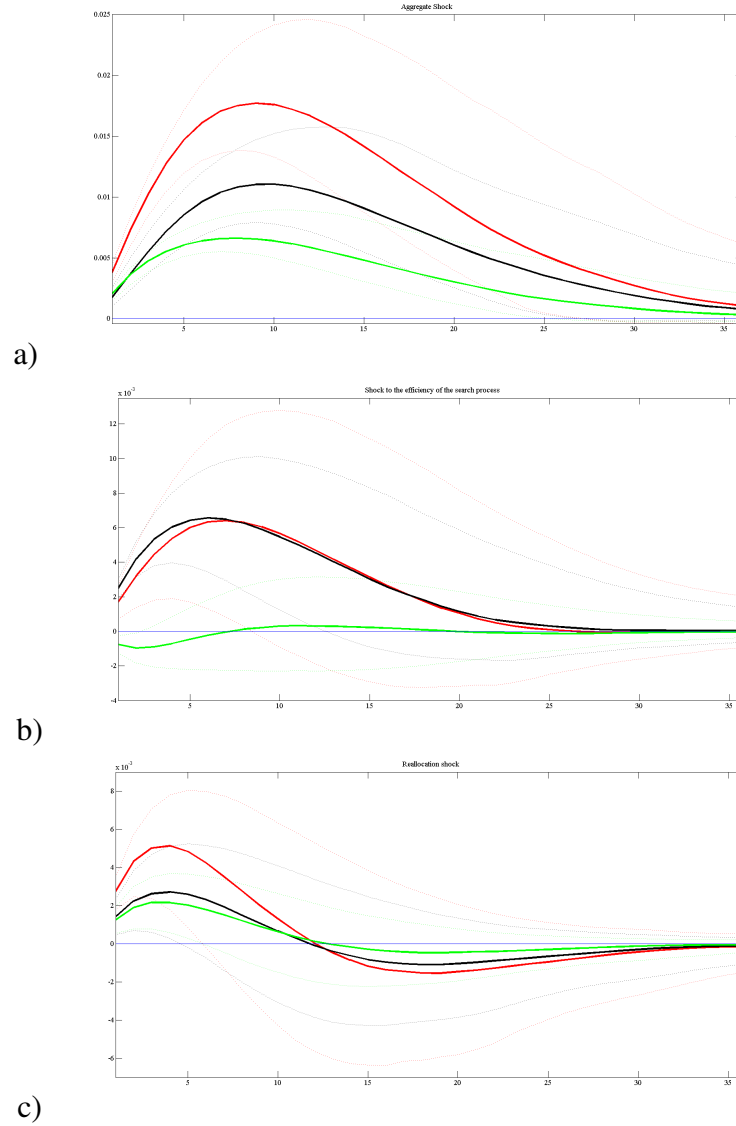 Aggregate Shock
0.025
0.02
0.015
0.01
0.005
0
5 10 15 20 25 30 35
a)
Shock to the efficiency of the search process
x 10⁻³
12
10
8
6
4
2
0
-2
-4
5 10 15 20 25 30 35
b)
Reallocation shock
x 10⁻³
8
6
4
2
0
-2
-4
-6
5 10 15 20 25 30 35
c)